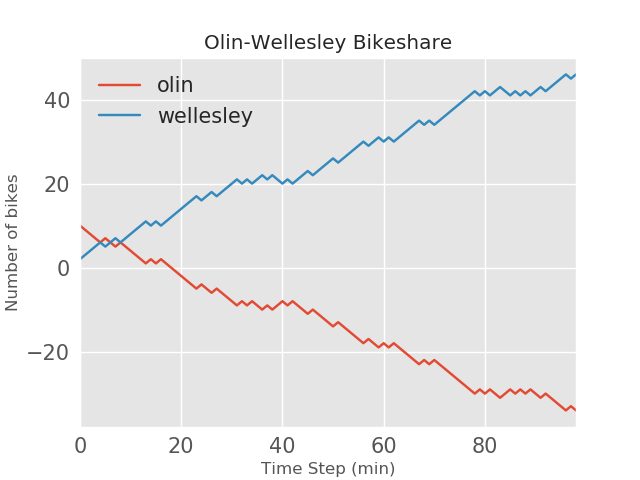 Olin-Wellesley Bikeshare
olin
wellesley
Number of bikes
40
20
0
−20
0 20 40 60 80
Time Step (min)